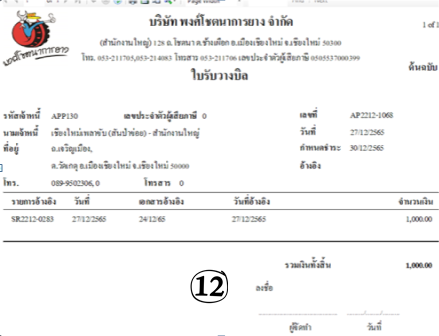 บริษัท พงศ์โชตนาการยาง จำกัด
1 of 1
(สำนักงานใหญ่) 128 ถ.โชตนา ต.ช้างเผือก อ.เมืองเชียงใหม่ จ.เชียงใหม่ 50300
โทร. 053-211705,053-214083 โทรสาร 053-211706 เลขประจำตัวผู้เสียภาษี 0505537000399
ใบรับวางบิล
ต้นฉบับ
รหัสเจ้าหนี้ APP130 เลขประจำตัวผู้เสียภาษี 0 เลขที่ AP2212-1068
นามเจ้าหนี้ เชียงใหม่เพลาขับ (สันป่าข่อย) - สำนักงานใหญ่ วันที่ 27/12/2565
ที่อยู่ ถ.เจริญเมือง, กำหนดชำระ 30/12/2565
ต.วัดเกตุ อ.เมืองเชียงใหม่ จ.เชียงใหม่ 50000 อ้างอิง
โทร. 089-9502306, 0 โทรสาร 0
รายการอ้างอิง วันที่ เอกสารอ้างอิง วันที่อ้างอิง จำนวนเงิน
SR2212-0283 27/12/2565 24/12/65 27/12/2565 1,000.00
รวมเงินทั้งสิ้น 1,000.00
12
ลงชื่อ
ผู้จัดทำ วันที่